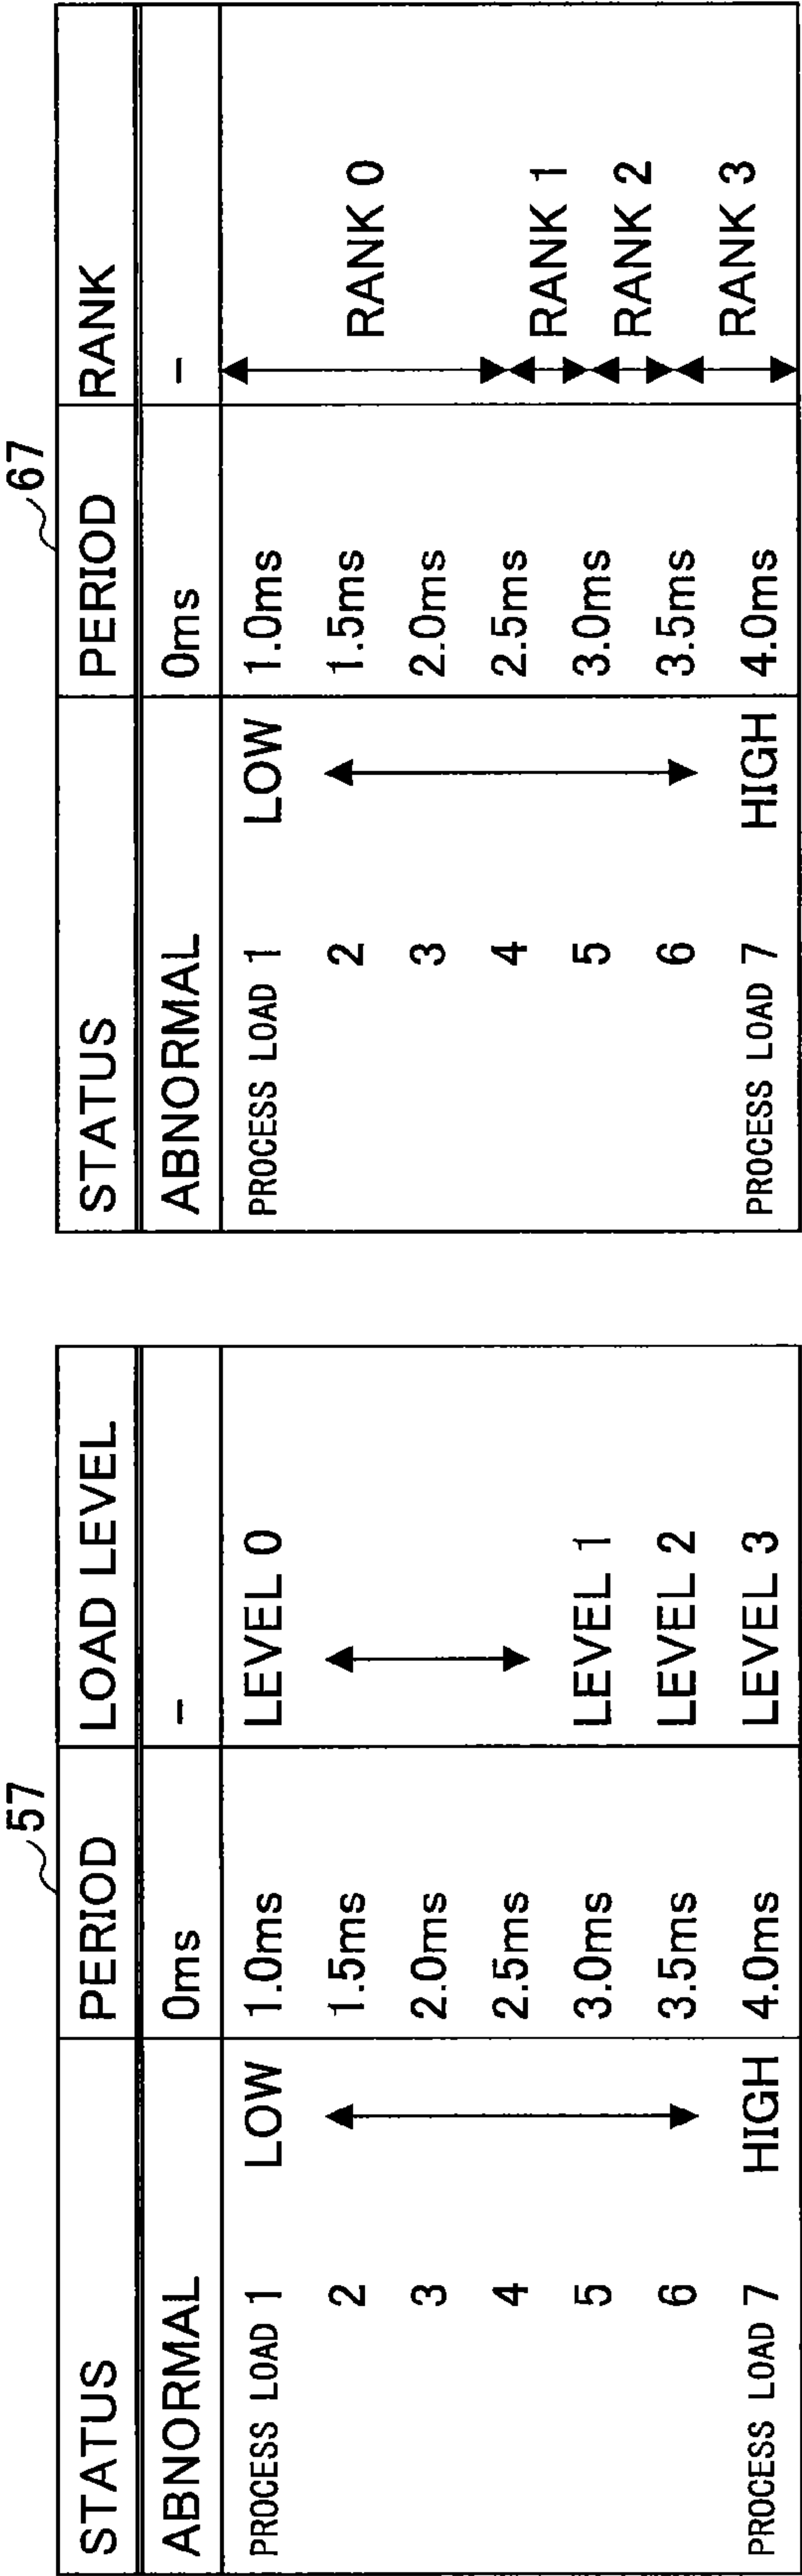 57
STATUS PERIOD LOAD LEVEL
ABNORMAL 0ms –
PROCESS LOAD 1 LOW 1.0ms LEVEL 0
2 1.5ms
3 2.0ms
4 2.5ms
5 3.0ms LEVEL 1
6 3.5ms LEVEL 2
PROCESS LOAD 7 HIGH 4.0ms LEVEL 3
67
STATUS PERIOD RANK
ABNORMAL 0ms –
PROCESS LOAD 1 LOW 1.0ms
2 1.5ms RANK 0
3 2.0ms
4 2.5ms
5 3.0ms RANK 1
6 3.5ms RANK 2
PROCESS LOAD 7 HIGH 4.0ms RANK 3